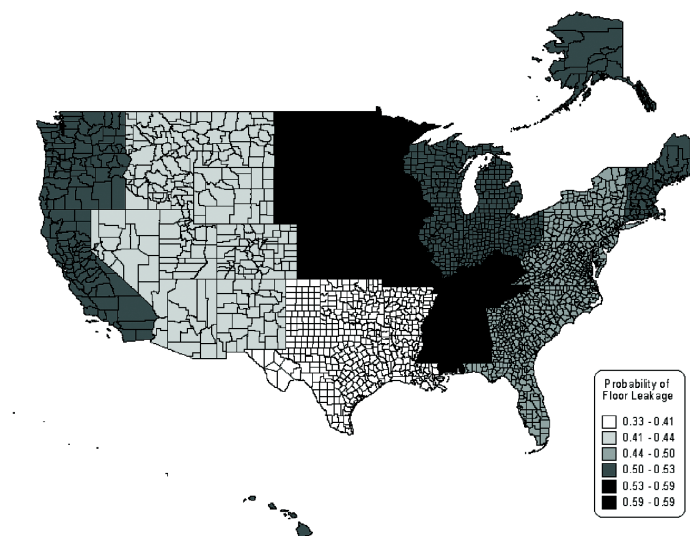 Probability of
Floor Leakage
0.33 - 0.41
0.41 - 0.44
0.44 - 0.50
0.50 - 0.53
0.53 - 0.59
0.59 - 0.59